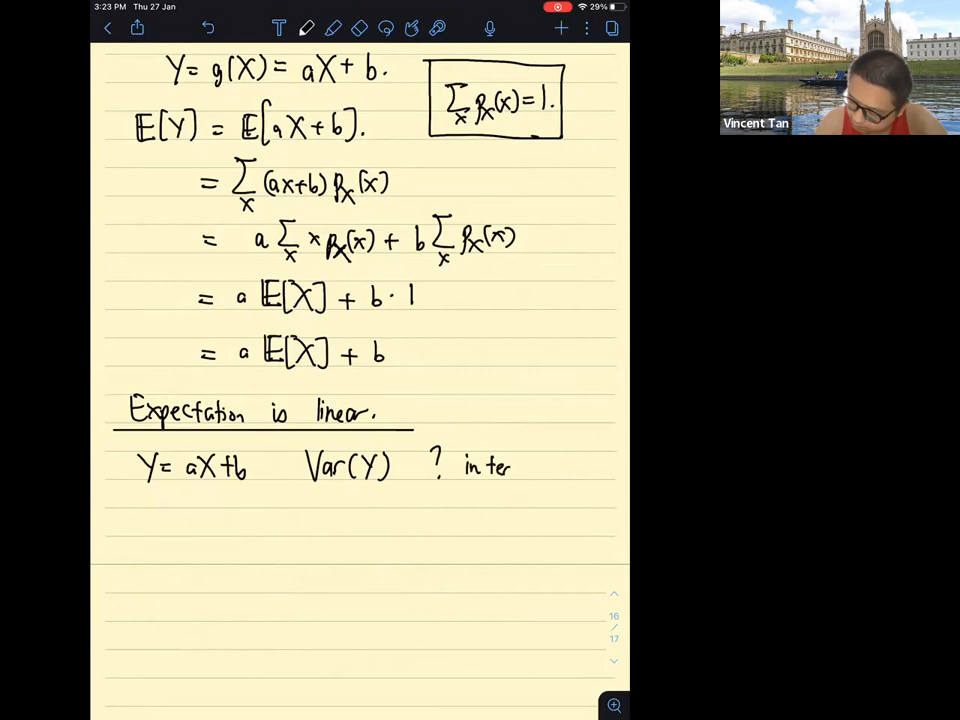 3:23 PM Thu 27 Jan
29%
T
Y = g(X) = aX + b.
∑ₓ pₓ(x) = 1.
𝔼[Y] = 𝔼[aX+b].
= ∑ₓ (ax+b) pₓ(x)
= a ∑ₓ x pₓ(x) + b ∑ₓ pₓ(x)
= a 𝔼[X] + b · 1
= a 𝔼[X] + b
Expectation is linear.
Y = aX+b Var(Y) ? inter
16
/
17
Vincent Tan